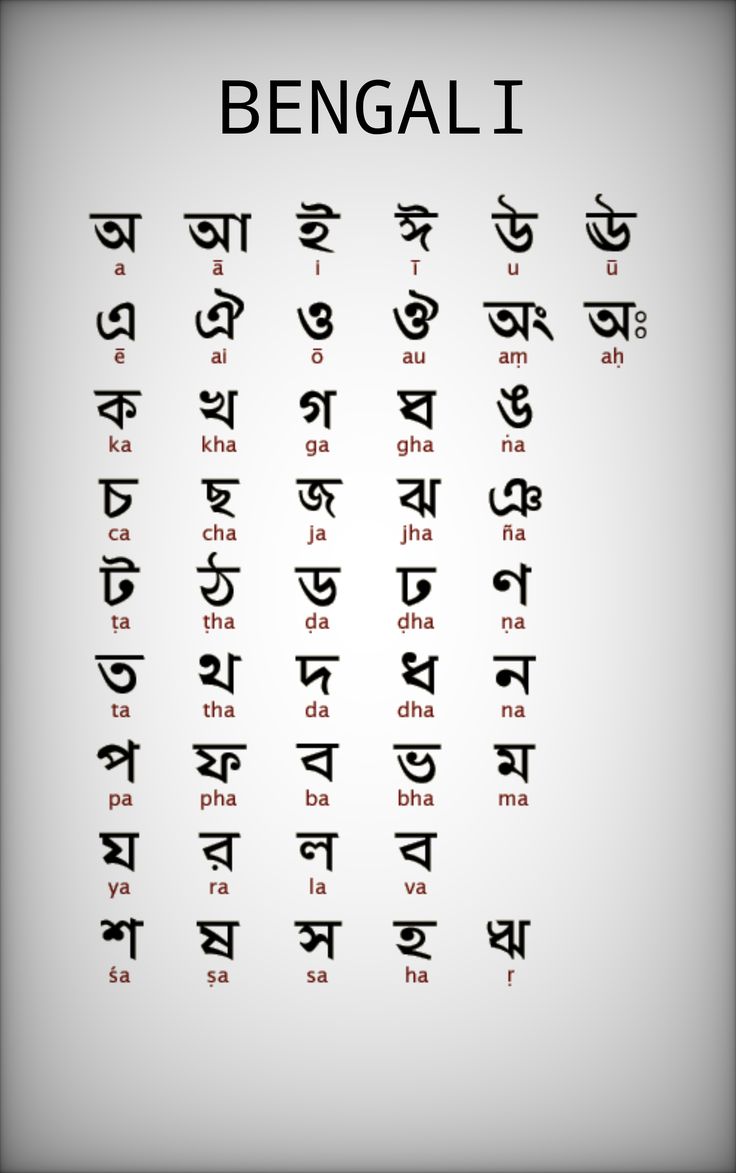 BENGALI
অ আ ই ঈ উ ঊ
a ā i ī u ū
এ ঐ ও ঔ অং অঃ
ē ai ō au aṃ aḥ
ক খ গ ঘ ঙ
ka kha ga gha ṅa
চ ছ জ ঝ ঞ
ca cha ja jha ña
ট ঠ ড ঢ ণ
ṭa ṭha ḍa ḍha ṇa
ত থ দ ধ ন
ta tha da dha na
প ফ ব ভ ম
pa pha ba bha ma
য র ল ব
ya ra la va
শ ষ স হ ঋ
śa ṣa sa ha ṛ